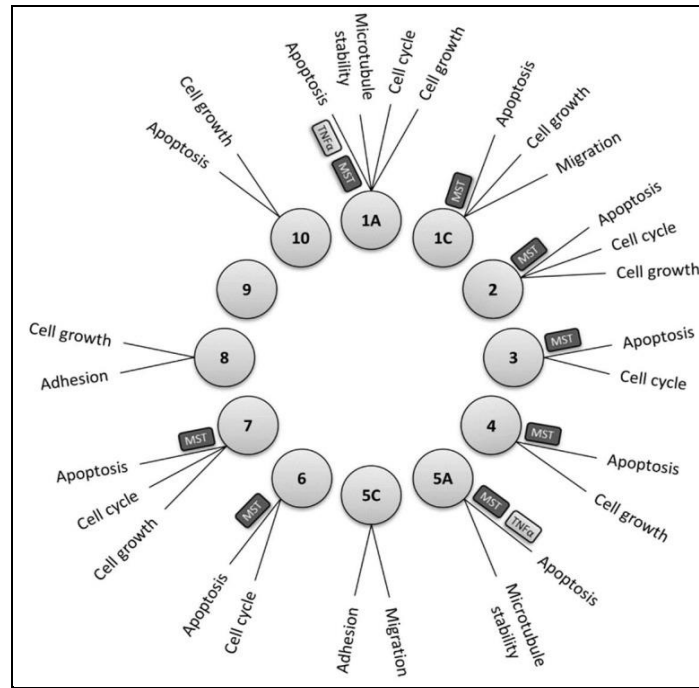 Apoptosis
Microtubule
stability
Cell cycle
Cell growth
TNFα
MST
1A
Apoptosis
Cell growth
Migration
MST
1C
Apoptosis
Cell cycle
Cell growth
MST
2
MST
Apoptosis
Cell cycle
3
MST
Apoptosis
Cell growth
4
MST
TNFα
Apoptosis
Microtubule
stability
5A
5C
Adhesion
Migration
6
MST
Apoptosis
Cell cycle
7
MST
Apoptosis
Cell cycle
Cell growth
8
Cell growth
Adhesion
9
10
Cell growth
Apoptosis